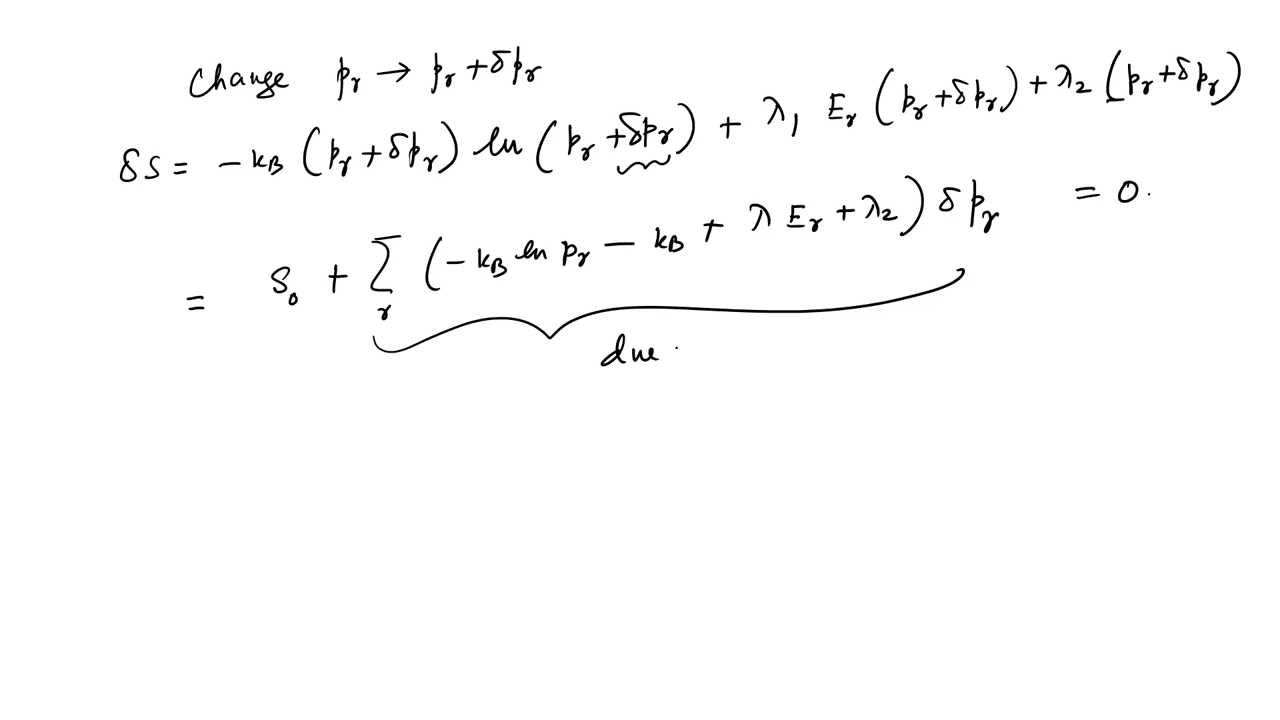 Change p_r → p_r + δp_r
δS = − k_B (p_r + δp_r) ln (p_r + δp_r) + λ_1 E_r (p_r + δp_r) + λ_2 (p_r + δp_r)
= S_0 + Σ_r (− k_B ln p_r − k_B + λ E_r + λ_2) δp_r = 0.
due.